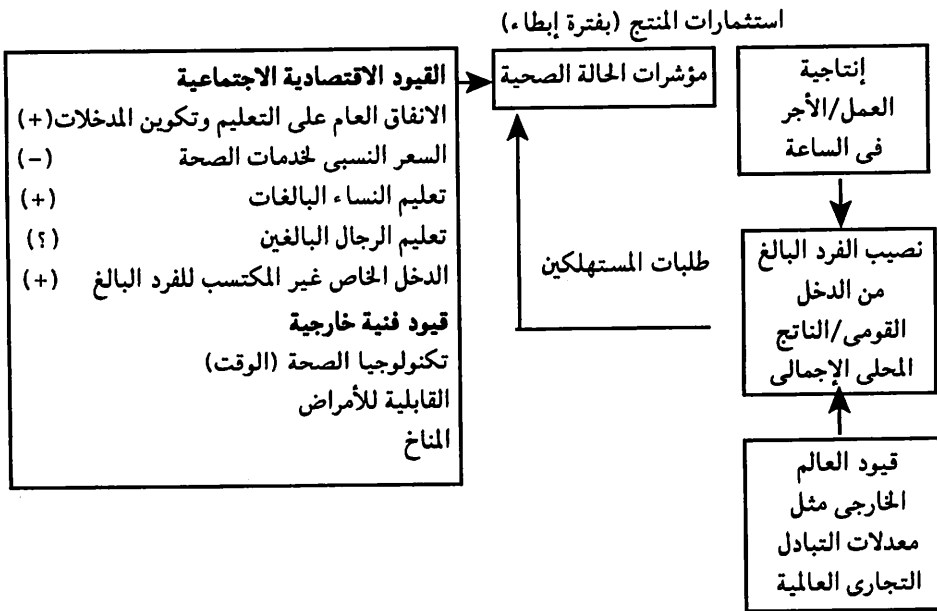 استثمارات المنتج (بفترة إبطاء)
إنتاجية
العمل/الأجر
فى الساعة
نصيب الفرد البالغ
من الدخل
القومى/الناتج
المحلى الإجمالى
قيود العالم
الخارجى مثل
معدلات التبادل
التجارى العالمية
مؤشرات الحالة الصحية
طلبات المستهلكين
القيود الاقتصادية الاجتماعية
الانفاق العام على التعليم وتكوين المدخلات (+)
السعر النسبى لخدمات الصحة (−)
تعليم النساء البالغات (+)
تعليم الرجال البالغين (؟)
الدخل الخاص غير المكتسب للفرد البالغ (+)
قيود فنية خارجية
تكنولوجيا الصحة (الوقت)
القابلية للأمراض
المناخ